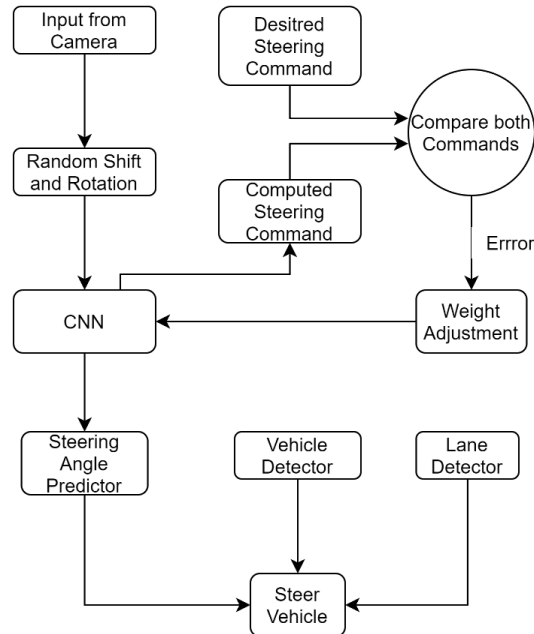 Input from
Camera
Desitred
Steering
Command
Compare both
Commands
Random Shift
and Rotation
Computed
Steering
Command
Errror
CNN
Weight
Adjustment
Steering
Angle
Predictor
Vehicle
Detector
Lane
Detector
Steer
Vehicle